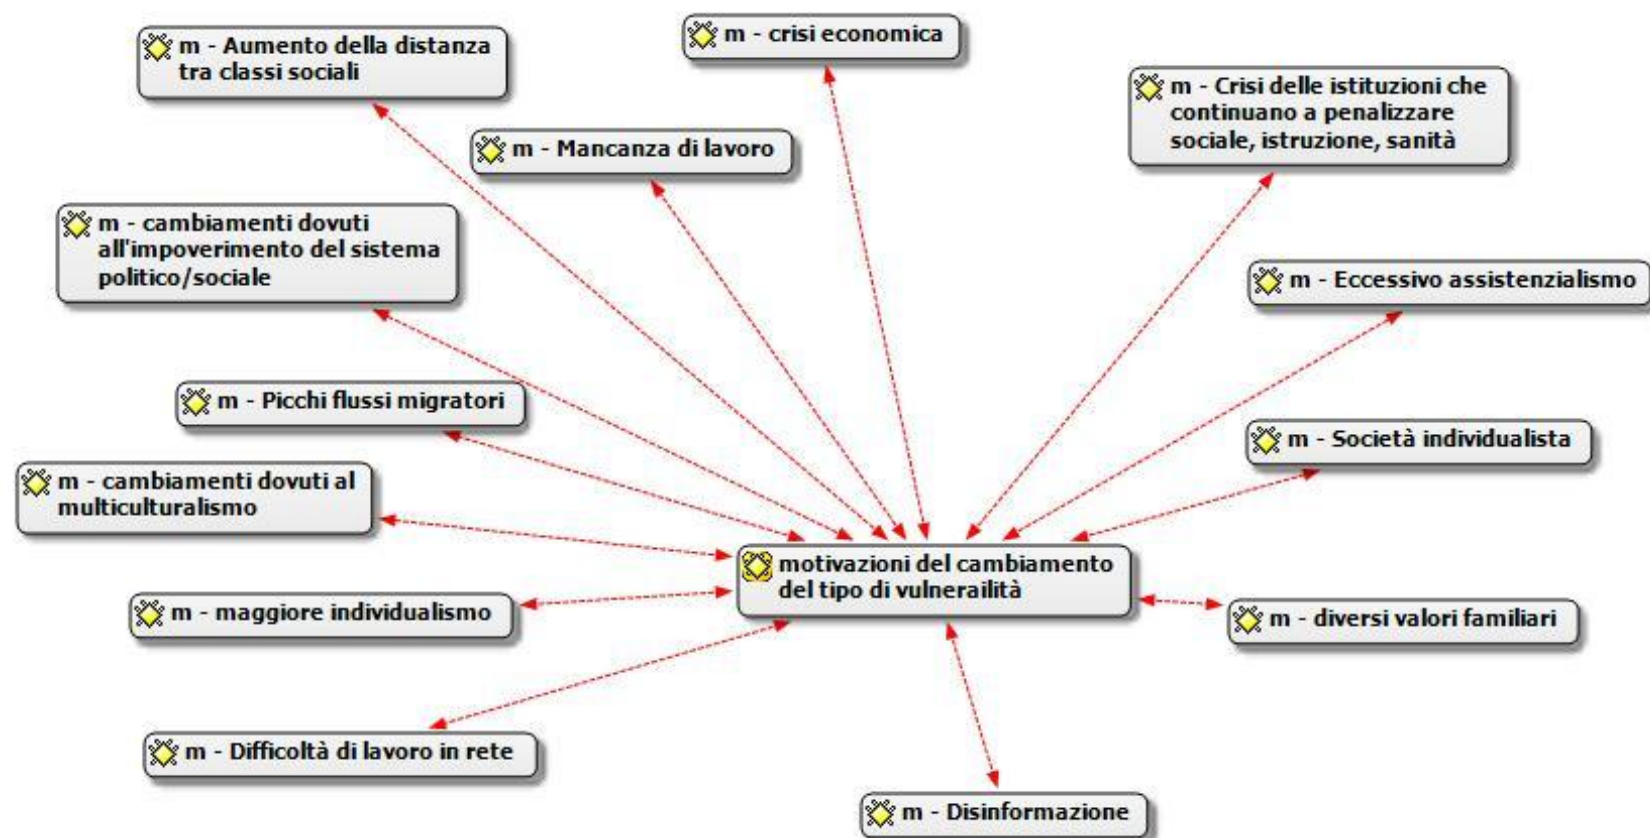 m - Aumento della distanza
tra classi sociali
m - crisi economica
m - Crisi delle istituzioni che
continuano a penalizzare
sociale, istruzione, sanità
m - Mancanza di lavoro
m - cambiamenti dovuti
all'impoverimento del sistema
politico/sociale
m - Eccessivo assistenzialismo
m - Picchi flussi migratori
m - Società individualista
m - cambiamenti dovuti al
multiculturalismo
motivazioni del cambiamento
del tipo di vulnerailità
m - maggiore individualismo
m - diversi valori familiari
m - Difficoltà di lavoro in rete
m - Disinformazione